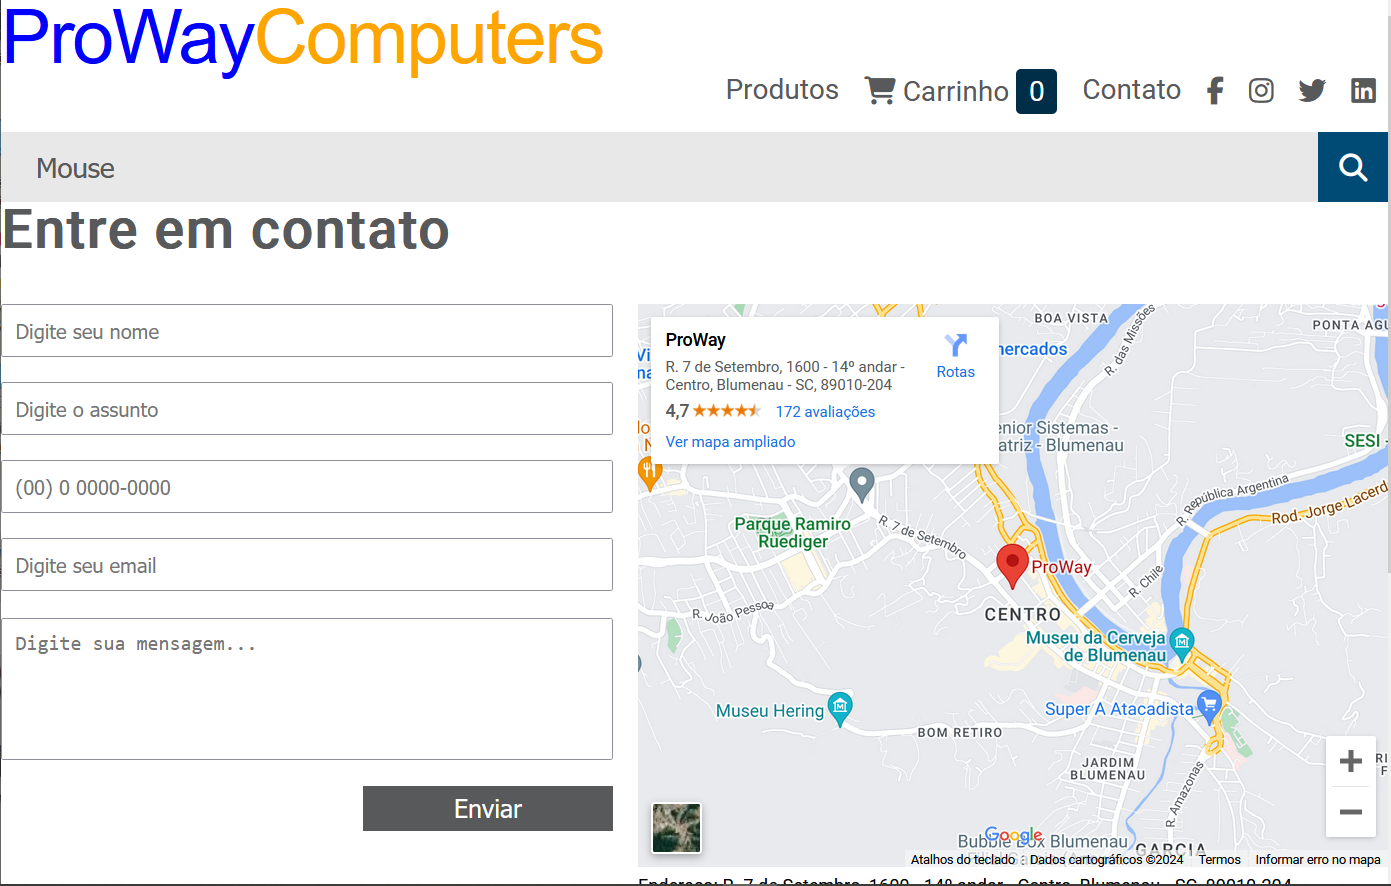 ProWayComputers
Produtos
Carrinho 0
Contato
Mouse
Entre em contato
Digite seu nome
Digite o assunto
(00) 0 0000-0000
Digite seu email
Digite sua mensagem...
Enviar
ProWay
R. 7 de Setembro, 1600 - 14º andar -
Centro, Blumenau - SC, 89010-204
4,7
172 avaliações
Ver mapa ampliado
Rotas
BOA VISTA
R. das Missões
PONTA AGU
mercados
enior Sistemas -
atriz - Blumenau
SESI -
R. República Argentina
Rod. Jorge Lacerd
Parque Ramiro
Ruediger
R. 7 de Setembro
ProWay
R. Chile
R. João Pessoa
CENTRO
Museu da Cerveja
de Blumenau
Museu Hering
Super A Atacadista
BOM RETIRO
JARDIM
BLUMENAU
R. Amazonas
Google
Bubble Box Blumenau
GARCIA
Atalhos do teclado
Dados cartográficos ©2024
Termos
Informar erro no mapa
Endereço: R. 7 de Setembro, 1600 - 14º andar - Centro, Blumenau - SC, 89010-204